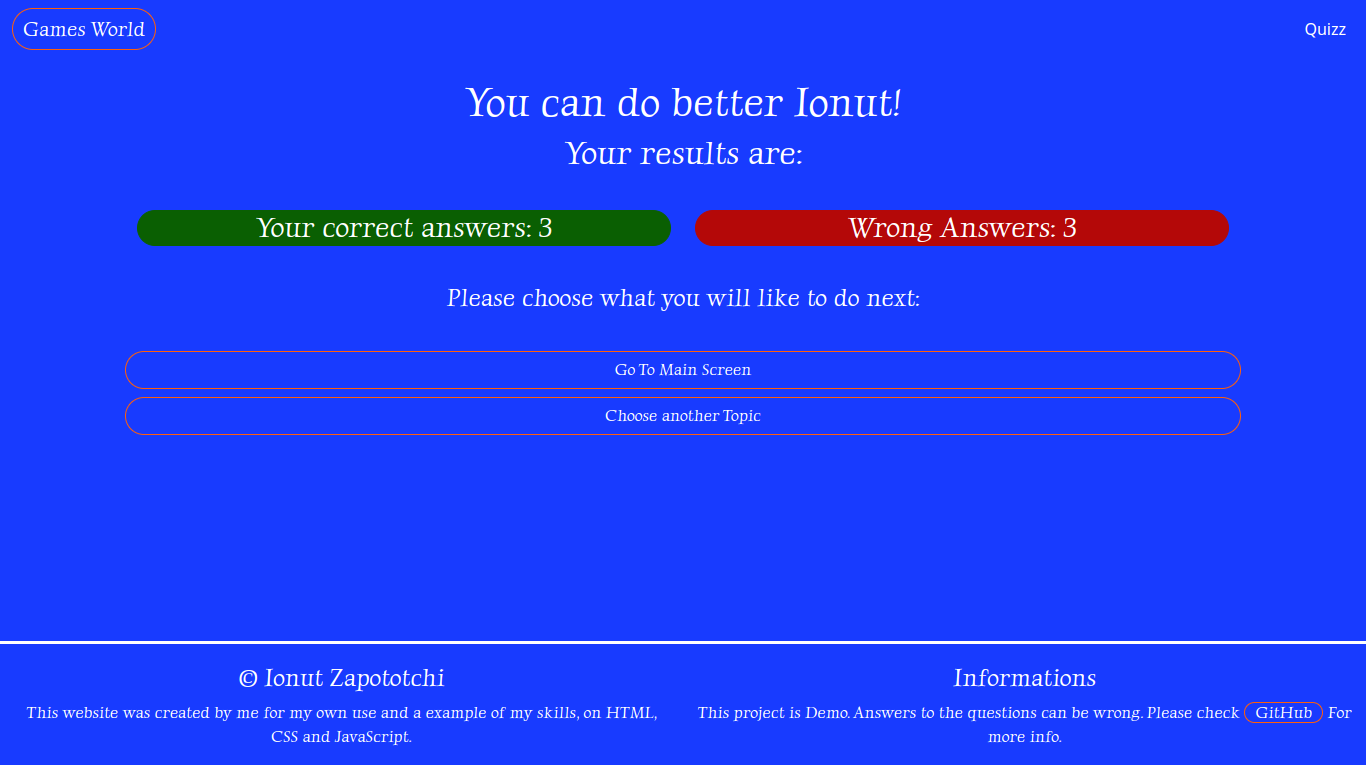 Games World
Quizz
You can do better Ionut!
Your results are:
Your correct answers: 3
Wrong Answers: 3
Please choose what you will like to do next:
Go To Main Screen
Choose another Topic
© Ionut Zapototchi
This website was created by me for my own use and a example of my skills, on HTML,
CSS and JavaScript.
Informations
This project is Demo. Answers to the questions can be wrong. Please check GitHub For
more info.